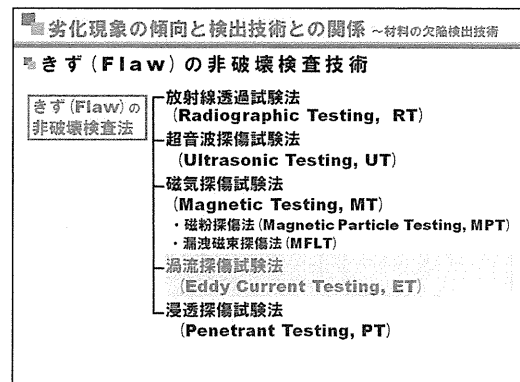 劣化現象の傾向と検出技術との関係 ～材料の欠陥検出技術
きず(Flaw)の非破壊検査技術
きず(Flaw)の
非破壊検査法
放射線透過試験法
(Radiographic Testing, RT)
超音波探傷試験法
(Ultrasonic Testing, UT)
磁気探傷試験法
(Magnetic Testing, MT)
・磁粉探傷法(Magnetic Particle Testing, MPT)
・漏洩磁束探傷法(MFLT)
渦流探傷試験法
(Eddy Current Testing, ET)
浸透探傷試験法
(Penetrant Testing, PT)